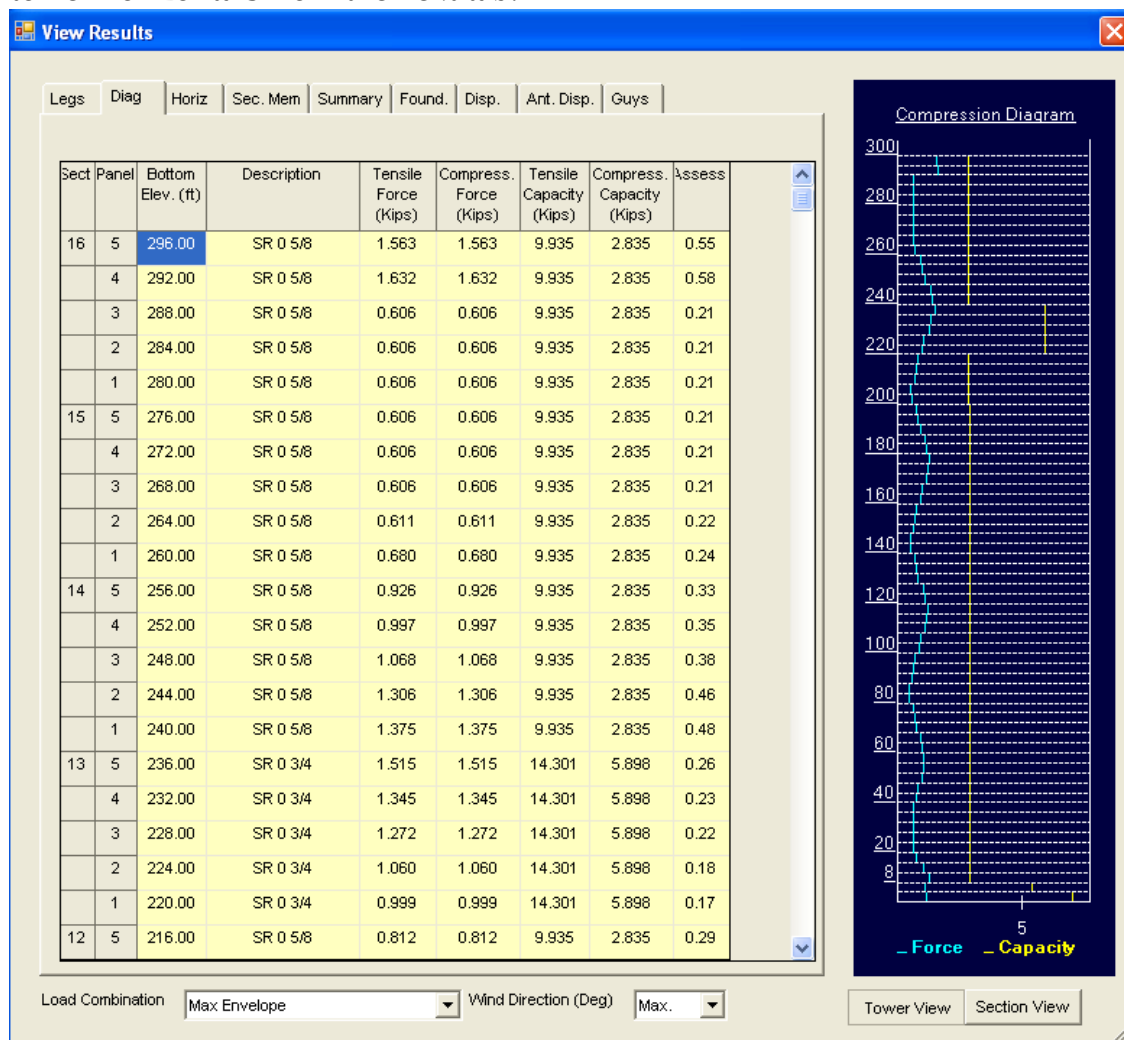 View Results
Legs Diag Horiz Sec. Mem Summary Found. Disp. Ant. Disp. Guys
Sect Panel Bottom Elev. (ft) Description Tensile Force (Kips) Compress. Force (Kips) Tensile Capacity (Kips) Compress. Capacity (Kips)
16 5 296.00 SR 0 5/8 1.563 1.563 9.935 2.835 0.55
4 292.00 SR 0 5/8 1.632 1.632 9.935 2.835 0.58
3 288.00 SR 0 5/8 0.606 0.606 9.935 2.835 0.21
2 284.00 SR 0 5/8 0.606 0.606 9.935 2.835 0.21
1 280.00 SR 0 5/8 0.606 0.606 9.935 2.835 0.21
15 5 276.00 SR 0 5/8 0.606 0.606 9.935 2.835 0.21
4 272.00 SR 0 5/8 0.606 0.606 9.935 2.835 0.21
3 268.00 SR 0 5/8 0.606 0.606 9.935 2.835 0.21
2 264.00 SR 0 5/8 0.611 0.611 9.935 2.835 0.22
1 260.00 SR 0 5/8 0.680 0.680 9.935 2.835 0.24
14 5 256.00 SR 0 5/8 0.926 0.926 9.935 2.835 0.33
4 252.00 SR 0 5/8 0.997 0.997 9.935 2.835 0.35
3 248.00 SR 0 5/8 1.068 1.068 9.935 2.835 0.38
2 244.00 SR 0 5/8 1.306 1.306 9.935 2.835 0.46
1 240.00 SR 0 5/8 1.375 1.375 9.935 2.835 0.48
13 5 236.00 SR 0 3/4 1.515 1.515 14.301 5.898 0.26
4 232.00 SR 0 3/4 1.345 1.345 14.301 5.898 0.23
3 228.00 SR 0 3/4 1.272 1.272 14.301 5.898 0.22
2 224.00 SR 0 3/4 1.060 1.060 14.301 5.898 0.18
1 220.00 SR 0 3/4 0.999 0.999 14.301 5.898 0.17
12 5 216.00 SR 0 5/8 0.812 0.812 9.935 2.835 0.29
Load Combination Max Envelope Wind Direction (Deg) Max.
Compression Diagram
300
280
260
240
220
200
180
160
140
120
100
80
60
40
20
8
5
Force Capacity
Tower View Section View